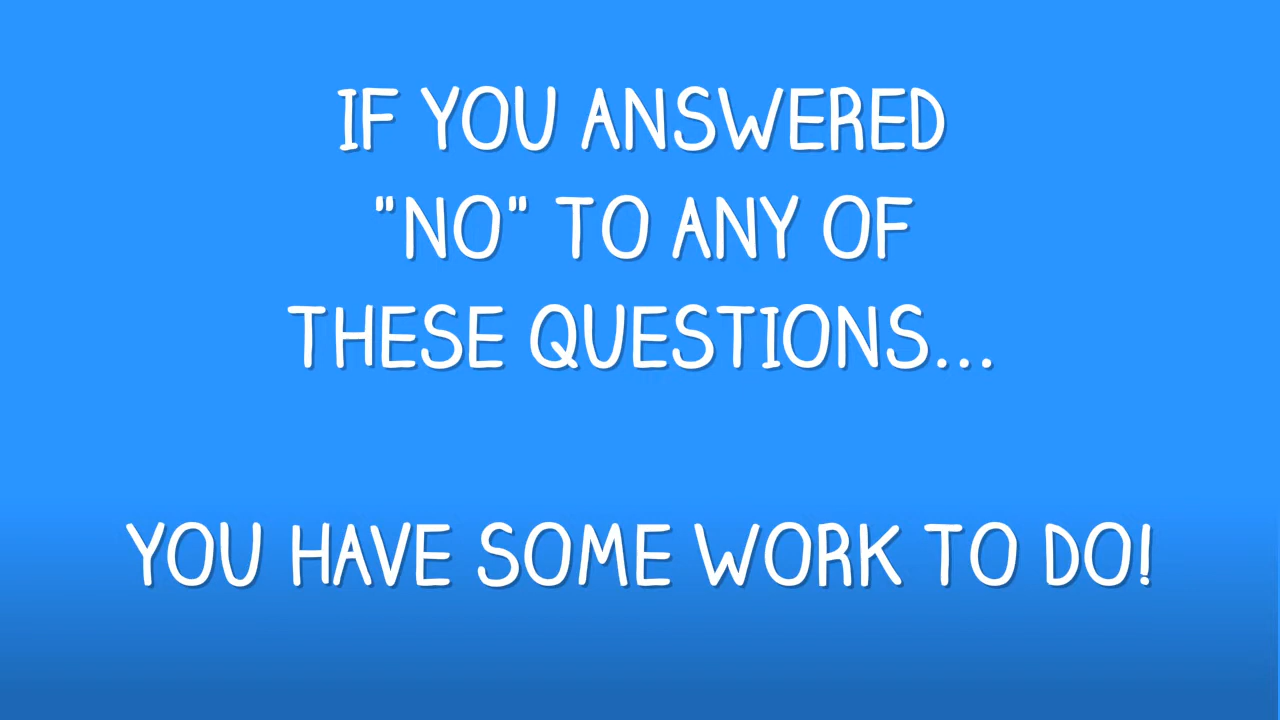 IF YOU ANSWERED
"NO" TO ANY OF
THESE QUESTIONS...
YOU HAVE SOME WORK TO DO!